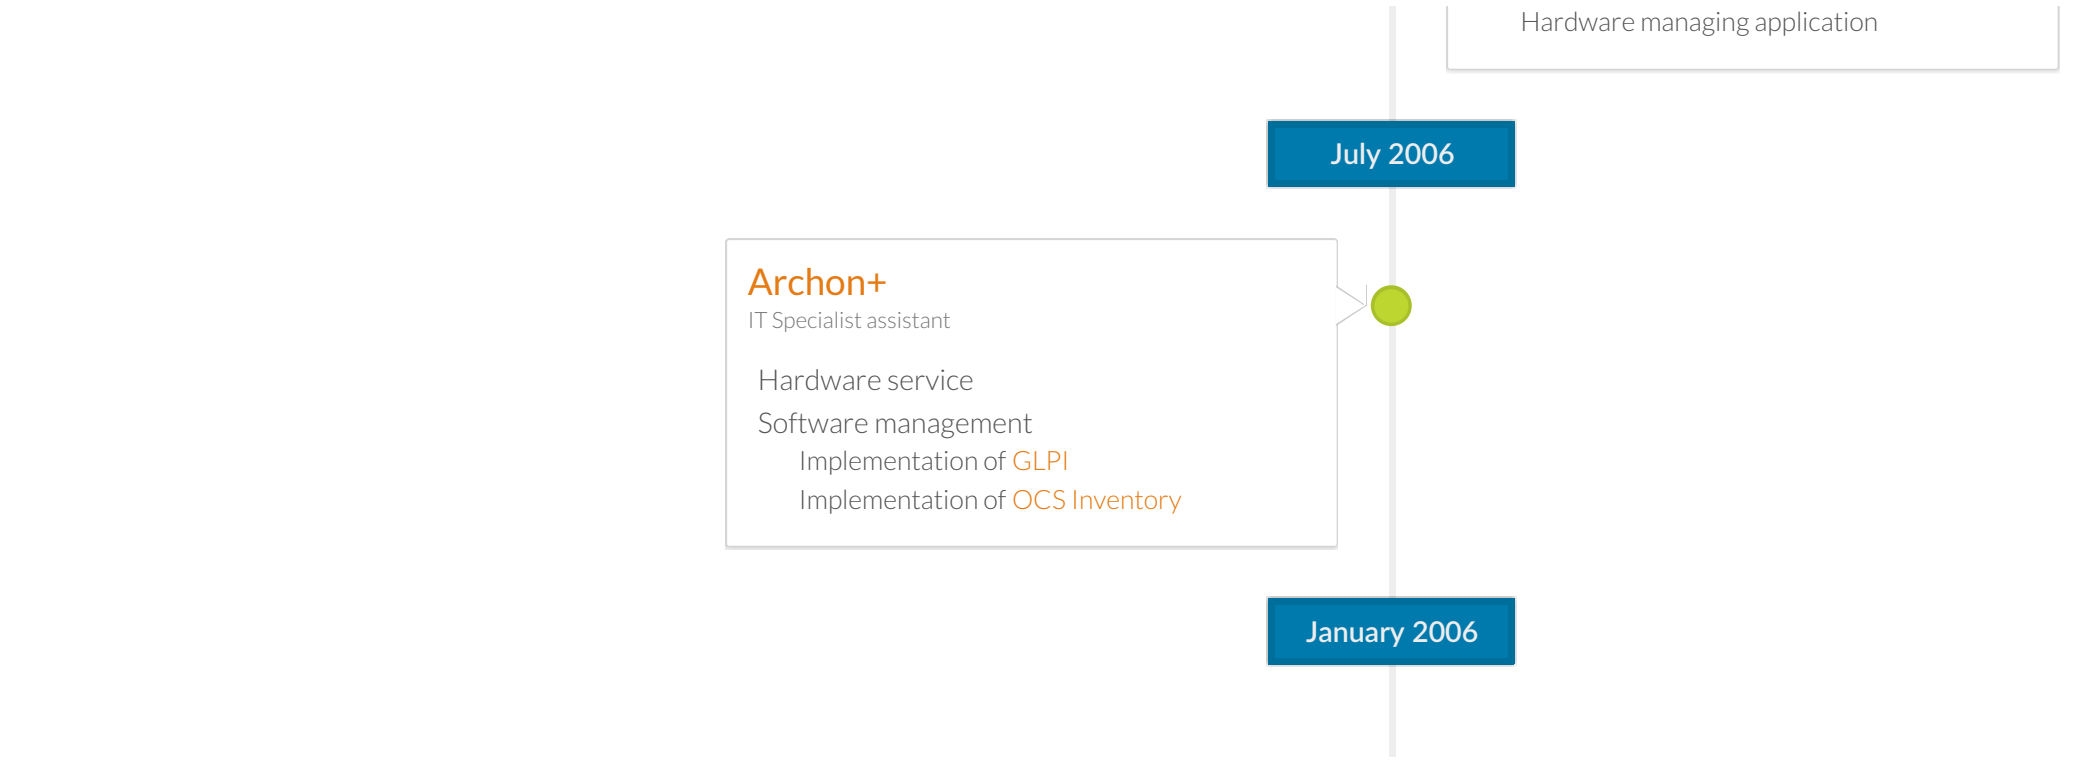 Hardware managing application
July 2006
Archon+
IT Specialist assistant
Hardware service
Software management
Implementation of GLPI
Implementation of OCS Inventory
January 2006